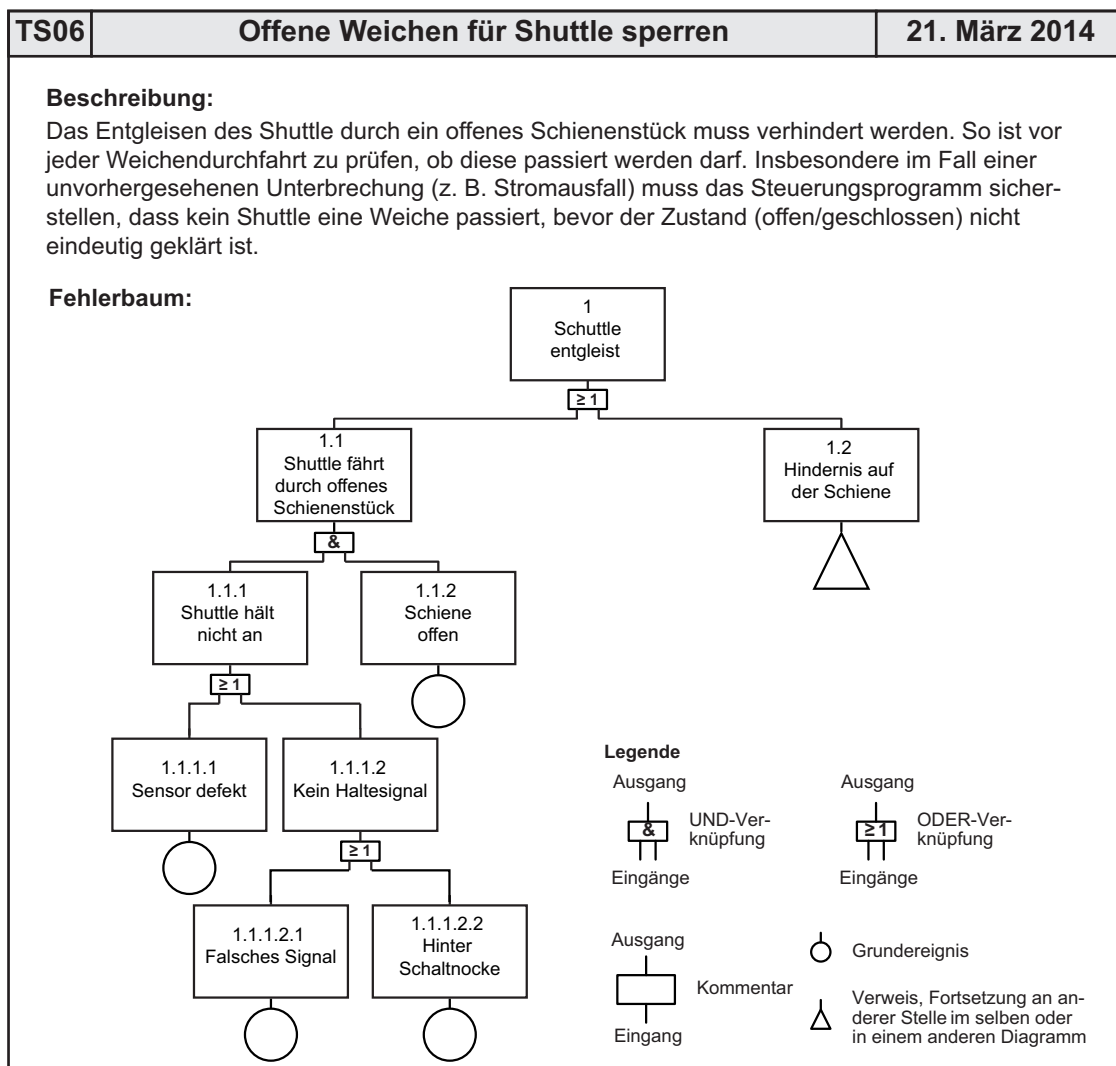 TS06 Offene Weichen für Shuttle sperren 21. März 2014
Beschreibung:
Das Entgleisen des Shuttle durch ein offenes Schienenstück muss verhindert werden. So ist vor
jeder Weichendurchfahrt zu prüfen, ob diese passiert werden darf. Insbesondere im Fall einer
unvorhergesehenen Unterbrechung (z. B. Stromausfall) muss das Steuerungsprogramm sicher-
stellen, dass kein Shuttle eine Weiche passiert, bevor der Zustand (offen/geschlossen) nicht
eindeutig geklärt ist.
Fehlerbaum:
1
Schuttle
entgleist
≥ 1
1.1
Shuttle fährt
durch offenes
Schienenstück
1.2
Hindernis auf
der Schiene
&
1.1.1
Shuttle hält
nicht an
1.1.2
Schiene
offen
≥ 1
1.1.1.1
Sensor defekt
1.1.1.2
Kein Haltesignal
≥ 1
1.1.1.2.1
Falsches Signal
1.1.1.2.2
Hinter
Schaltnocke
Legende
Ausgang
&
Eingänge
UND-Ver-
knüpfung
Ausgang
≥ 1
Eingänge
ODER-Ver-
knüpfung
Ausgang
Kommentar
Eingang
Grundereignis
Verweis, Fortsetzung an an-
derer Stelle im selben oder
in einem anderen Diagramm